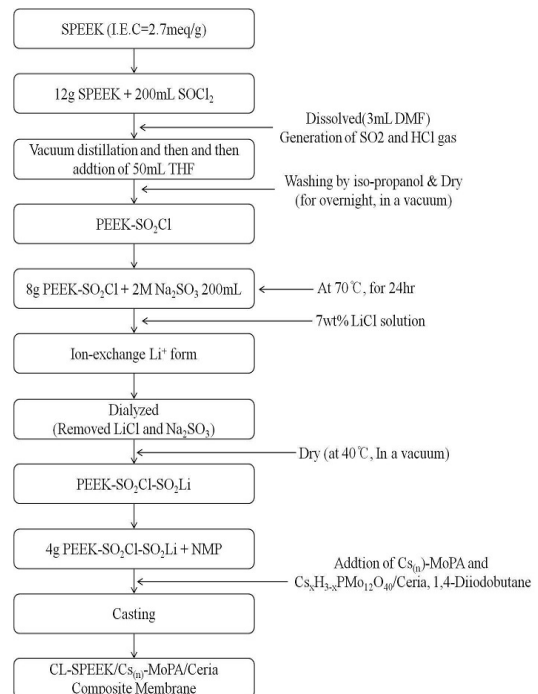 SPEEK (I.E.C=2.7meq/g)
12g SPEEK + 200mL SOCl₂
Dissolved(3mL DMF)
Generation of SO2 and HCl gas
Vacuum distillation and then and then
addtion of 50mL THF
Washing by iso-propanol & Dry
(for overnight, in a vacuum)
PEEK-SO₂Cl
8g PEEK-SO₂Cl + 2M Na₂SO₃ 200mL
At 70℃, for 24hr
7wt% LiCl solution
Ion-exchange Li⁺ form
Dialyzed
(Removed LiCl and Na₂SO₃)
Dry (at 40℃, In a vacuum)
PEEK-SO₂Cl-SO₂Li
4g PEEK-SO₂Cl-SO₂Li + NMP
Addtion of Cs₍ₙ₎-MoPA and
CsₓH₃₋ₓPMo₁₂O₄₀/Ceria, 1,4-Diiodobutane
Casting
CL-SPEEK/Cs₍ₙ₎-MoPA/Ceria
Composite Membrane